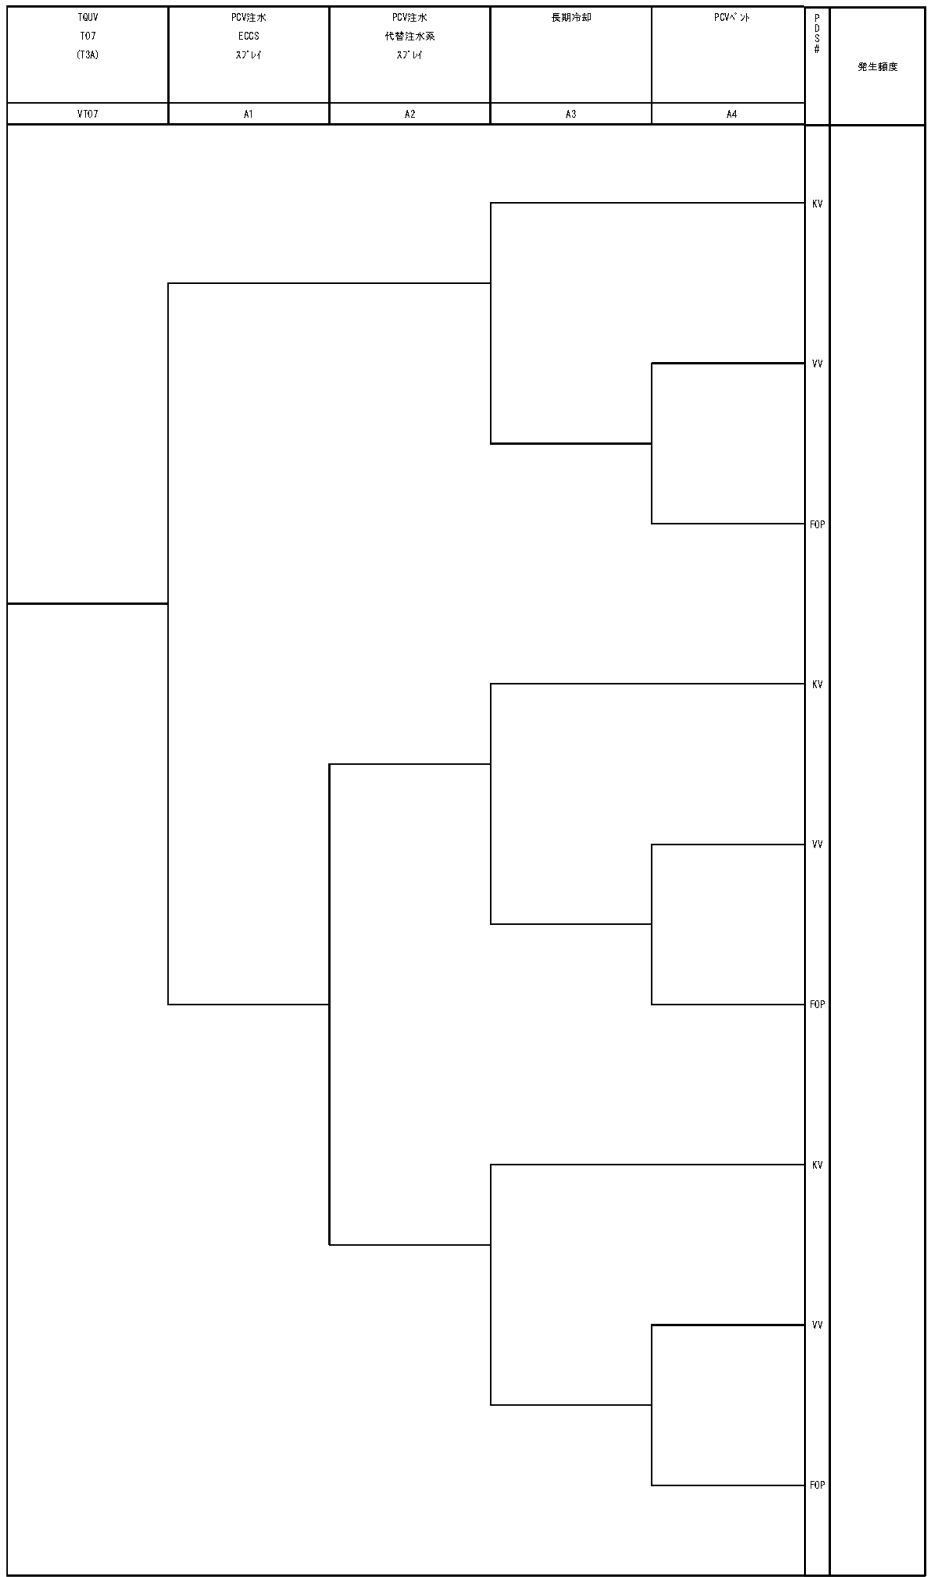 TQUV
T07
(T3A)
PCV注水
ECCS
ｽﾌﾟﾚｲ
PCV注水
代替注水系
ｽﾌﾟﾚｲ
長期冷却
PCVﾍﾞﾝﾄ
PDS#
発生頻度
VT07
A1
A2
A3
A4
KV
VV
FOP
KV
VV
FOP
KV
VV
FOP